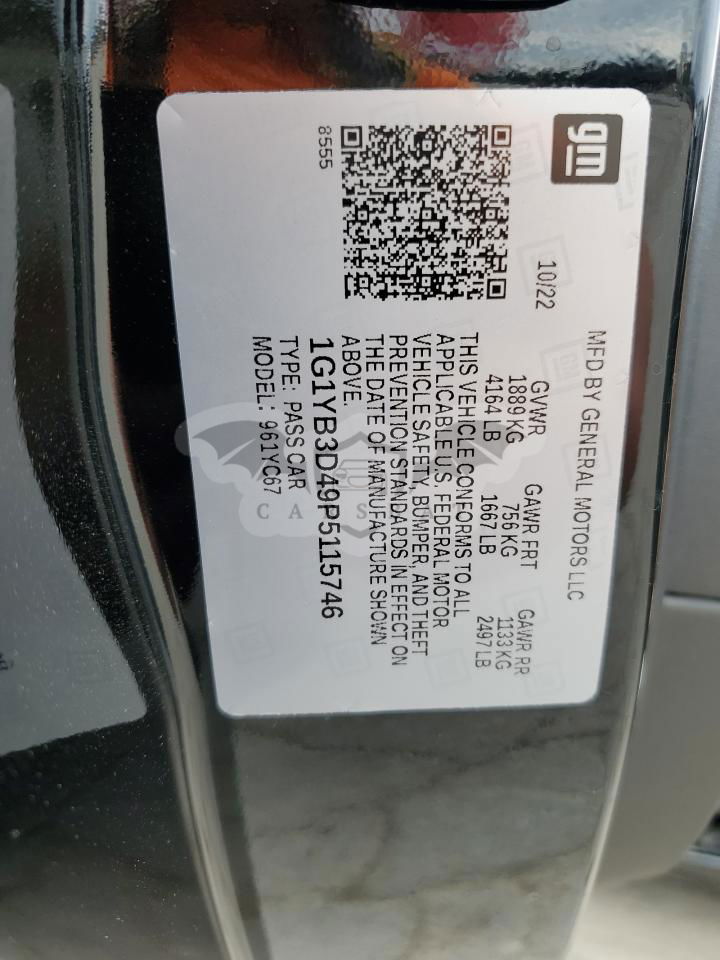 gm
MFD BY GENERAL MOTORS LLC
10/22
GVWR GAWR FRT GAWR RR
1889 KG 756 KG 1133 KG
4164 LB 1667 LB 2497 LB
THIS VEHICLE CONFORMS TO ALL
APPLICABLE U.S. FEDERAL MOTOR
VEHICLE SAFETY, BUMPER, AND THEFT
PREVENTION STANDARDS IN EFFECT ON
THE DATE OF MANUFACTURE SHOWN
ABOVE.
8555
1G1YB3D49P5115746
TYPE: PASS CAR
MODEL: 961YC67